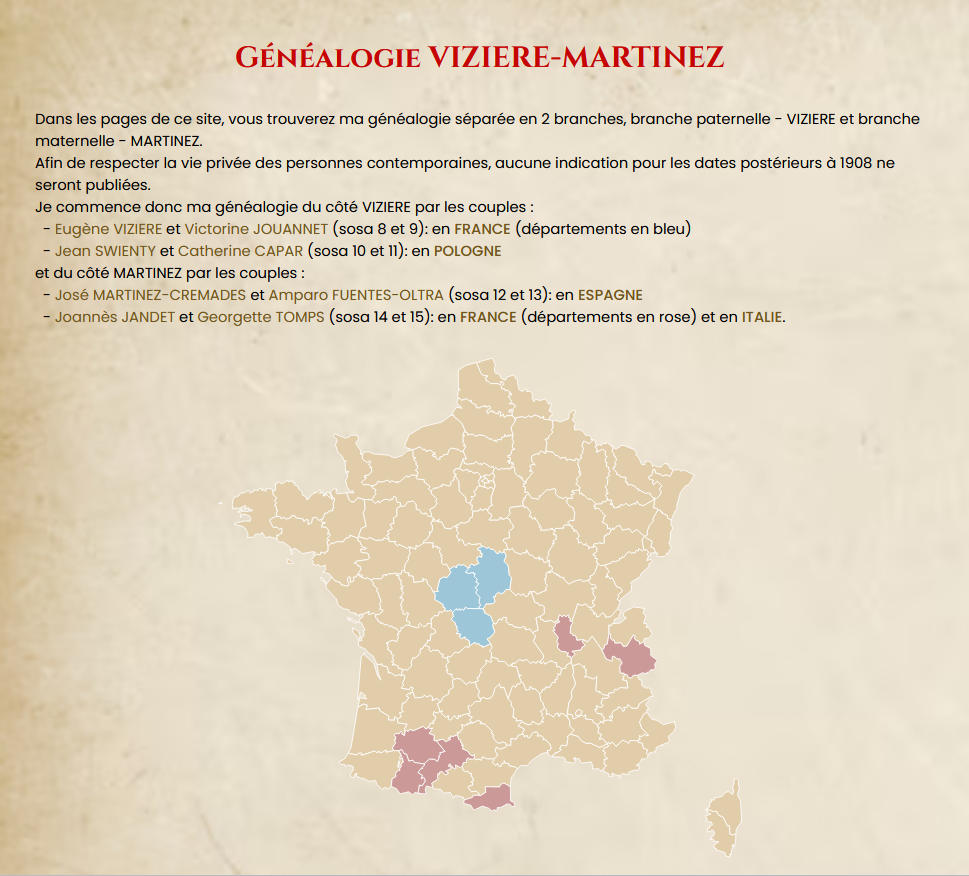 Généalogie VIZIERE-MARTINEZ
Dans les pages de ce site, vous trouverez ma généalogie séparée en 2 branches, branche paternelle - VIZIERE et branche
maternelle - MARTINEZ.
Afin de respecter la vie privée des personnes contemporaines, aucune indication pour les dates postérieurs à 1908 ne
seront publiées.
Je commence donc ma généalogie du côté VIZIERE par les couples :
- Eugène VIZIERE et Victorine JOUANNET (sosa 8 et 9): en FRANCE (départements en bleu)
- Jean SWIENTY et Catherine CAPAR (sosa 10 et 11): en POLOGNE
et du côté MARTINEZ par les couples :
- José MARTINEZ-CREMADES et Amparo FUENTES-OLTRA (sosa 12 et 13): en ESPAGNE
- Joannès JANDET et Georgette TOMPS (sosa 14 et 15): en FRANCE (départements en rose) et en ITALIE.